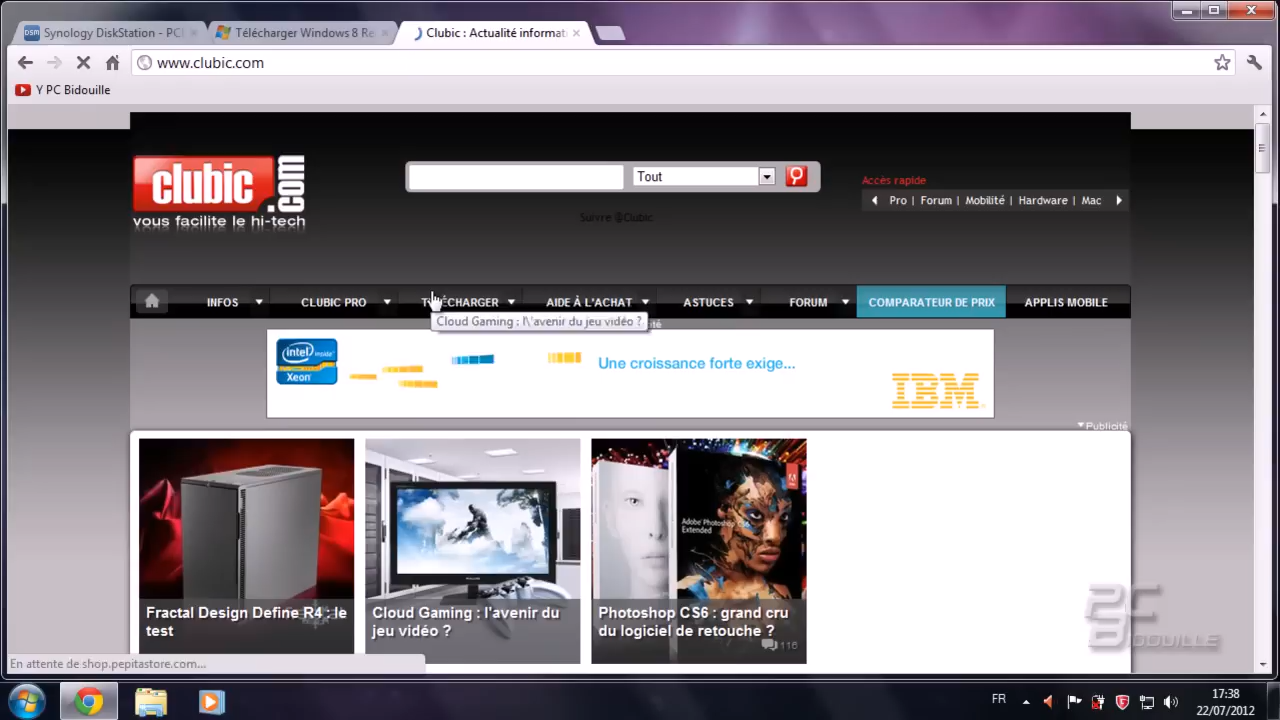 DSM Synology DiskStation - PC
Télécharger Windows 8 Re
Clubic : Actualité informat
www.clubic.com
Y PC Bidouille
clubic.com
vous facilite le hi-tech
Tout
Suivre @Clubic
Accès rapide
Pro | Forum | Mobilité | Hardware | Mac
INFOS
CLUBIC PRO
TÉLÉCHARGER
AIDE À L'ACHAT
ASTUCES
FORUM
COMPARATEUR DE PRIX
APPLIS MOBILE
Cloud Gaming : l\'avenir du jeu vidéo ?
intel inside
Xeon
Une croissance forte exige...
IBM
Publicité
Adobe Photoshop CS6
Extended
Fractal Design Define R4 : le
test
Cloud Gaming : l'avenir du
jeu vidéo ?
Photoshop CS6 : grand cru
du logiciel de retouche ?
116
PC
BIDOUILLE
En attente de shop.pepitastore.com...
FR
17:38
22/07/2012